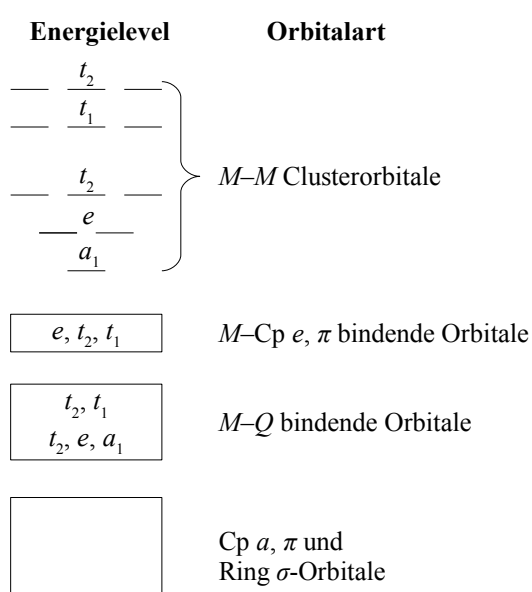 Energielevel Orbitalart
t₂
t₁
t₂
M–M Clusterorbitale
e
a₁
e, t₂, t₁ M–Cp e, π bindende Orbitale
t₂, t₁
M–Q bindende Orbitale
t₂, e, a₁
Cp a, π und
Ring σ-Orbitale